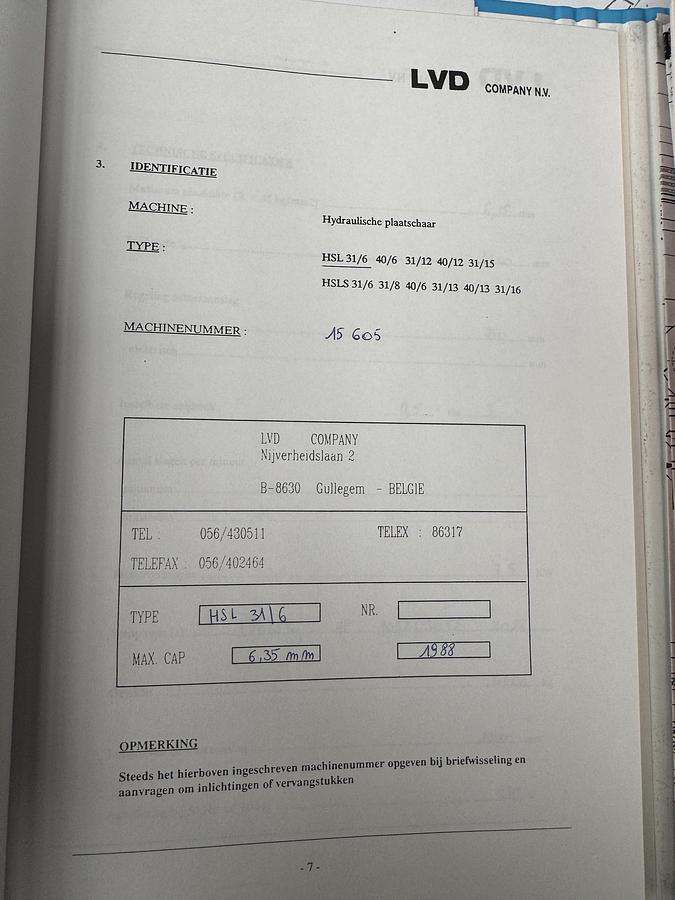 LVD COMPANY N.V.
3. IDENTIFICATIE
MACHINE : Hydraulische plaatschaar
TYPE : HSL 31/6 40/6 31/12 40/12 31/15
HSLS 31/6 31/8 40/6 31/13 40/13 31/16
MACHINENUMMER : 15 605
LVD COMPANY
Nijverheidslaan 2
B-8630 Gullegem - BELGIE
TEL : 056/430511 TELEX : 86317
TELEFAX : 056/402464
TYPE HSL 31/6 NR.
MAX. CAP 6,35 mm 1988
OPMERKING
Steeds het hierboven ingeschreven machinenummer opgeven bij briefwisseling en
aanvragen om inlichtingen of vervangstukken
- 7 -